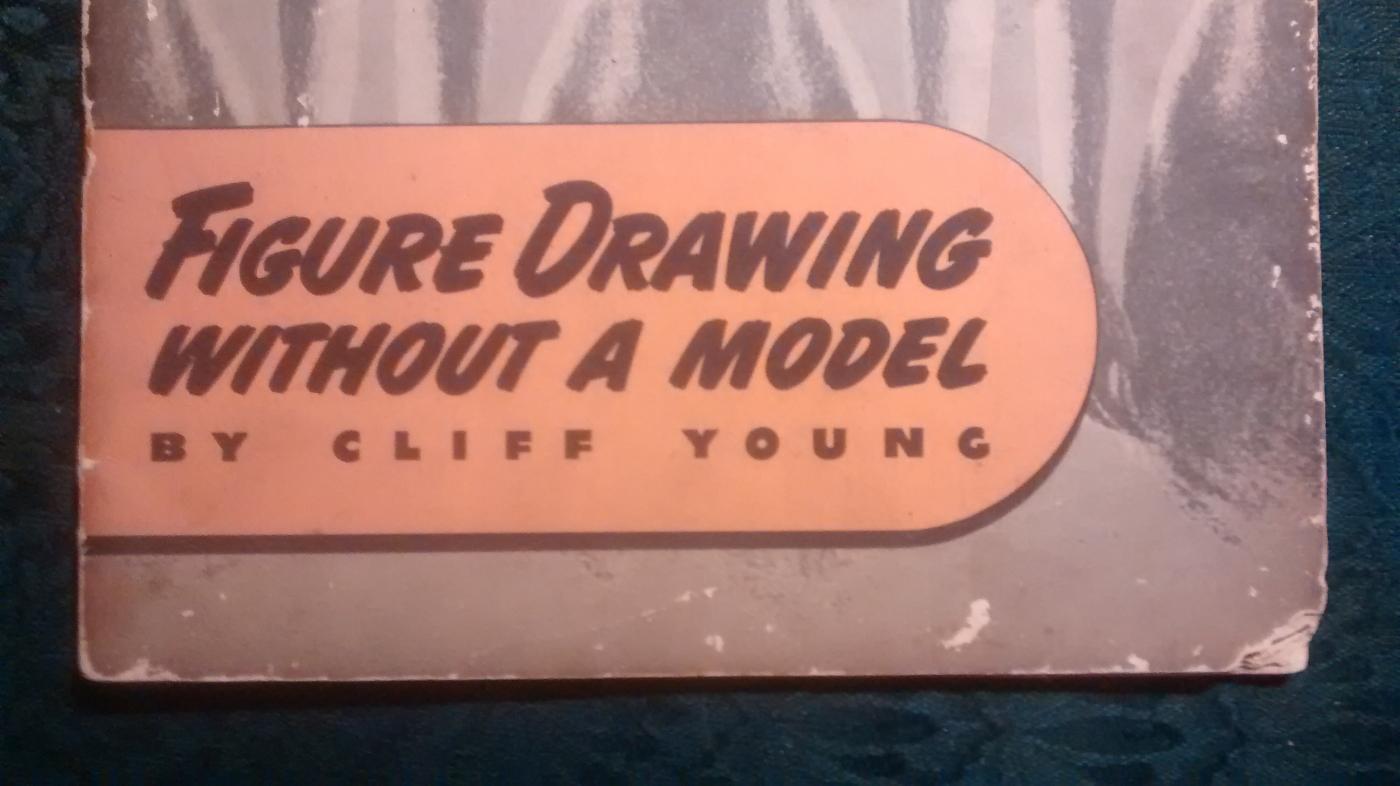 FIGURE DRAWING
WITHOUT A MODEL
BY CLIFF YOUNG